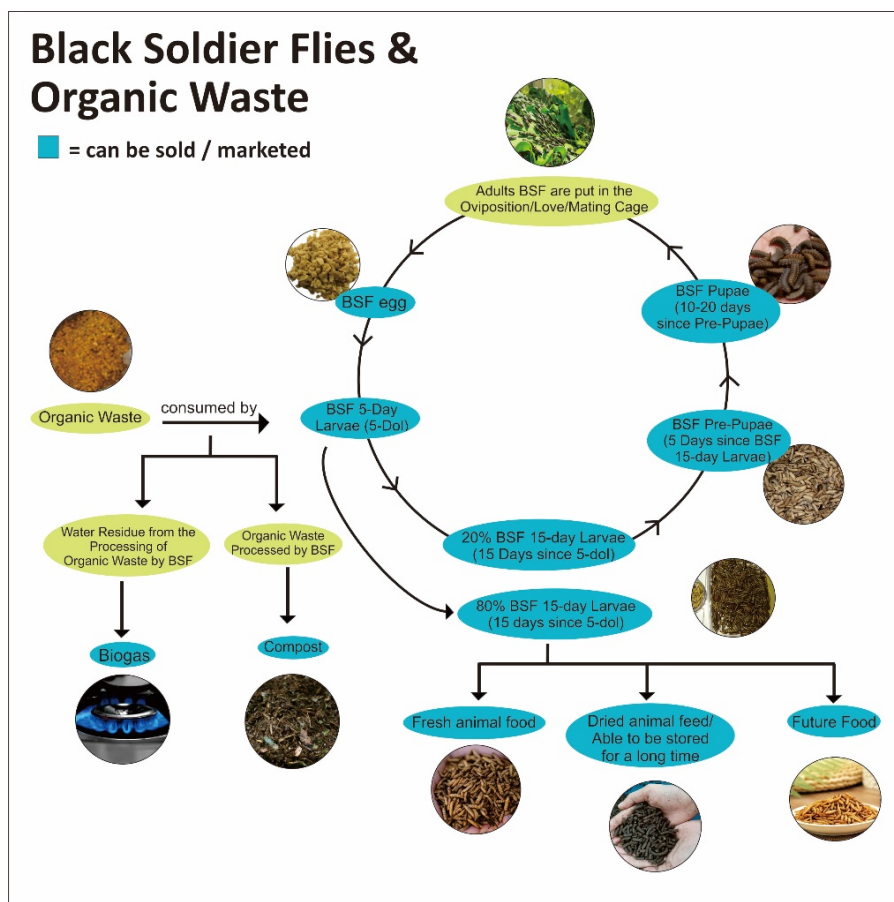 Black Soldier Flies &
Organic Waste
= can be sold / marketed
Adults BSF are put in the
Oviposition/Love/Mating Cage
BSF egg
BSF Pupae
(10-20 days
since Pre-Pupae)
Organic Waste
consumed by
BSF 5-Day
Larvae (5-Dol)
BSF Pre-Pupae
(5 Days since BSF
15-day Larvae)
Water Residue from the
Processing of
Organic Waste by BSF
Organic Waste
Processed by BSF
20% BSF 15-day Larvae
(15 Days since 5-dol)
80% BSF 15-day Larvae
(15 days since 5-dol)
Biogas
Compost
Fresh animal food
Dried animal feed/
Able to be stored
for a long time
Future Food